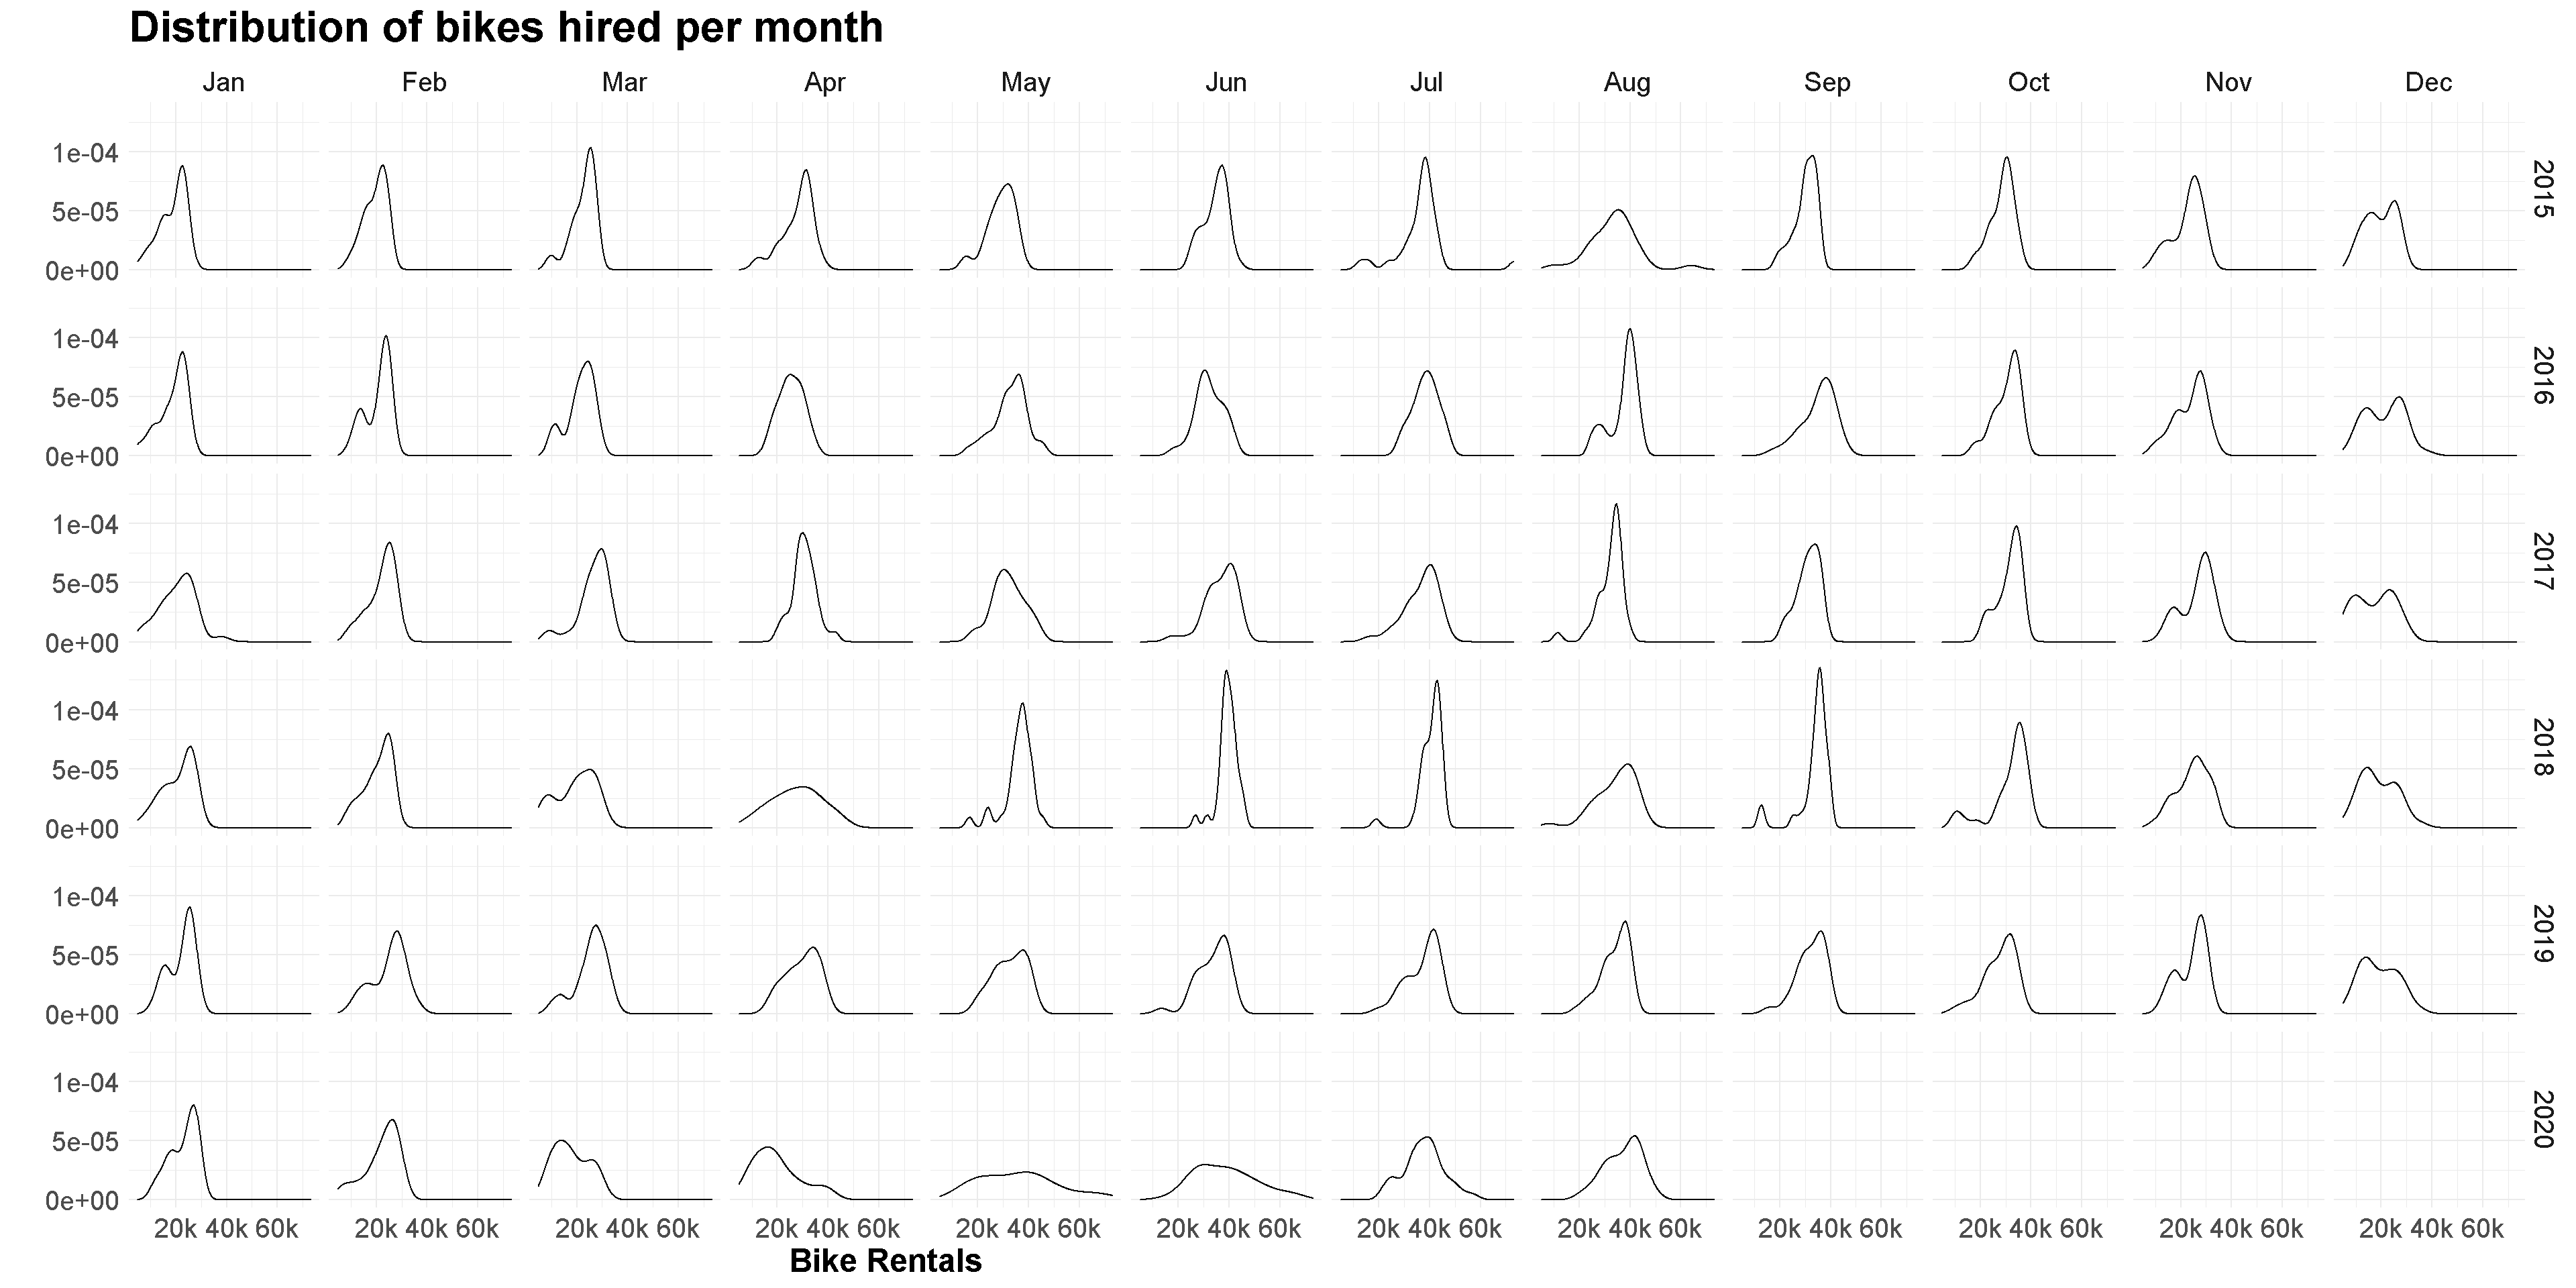 Distribution of bikes hired per month
Jan Feb Mar Apr May Jun Jul Aug Sep Oct Nov Dec
1e-04
5e-05
0e+00
2015
1e-04
5e-05
0e+00
2016
1e-04
5e-05
0e+00
2017
1e-04
5e-05
0e+00
2018
1e-04
5e-05
0e+00
2019
1e-04
5e-05
0e+00
2020
20k 40k 60k 20k 40k 60k 20k 40k 60k 20k 40k 60k 20k 40k 60k 20k 40k 60k 20k 40k 60k 20k 40k 60k 20k 40k 60k 20k 40k 60k 20k 40k 60k 20k 40k 60k
Bike Rentals